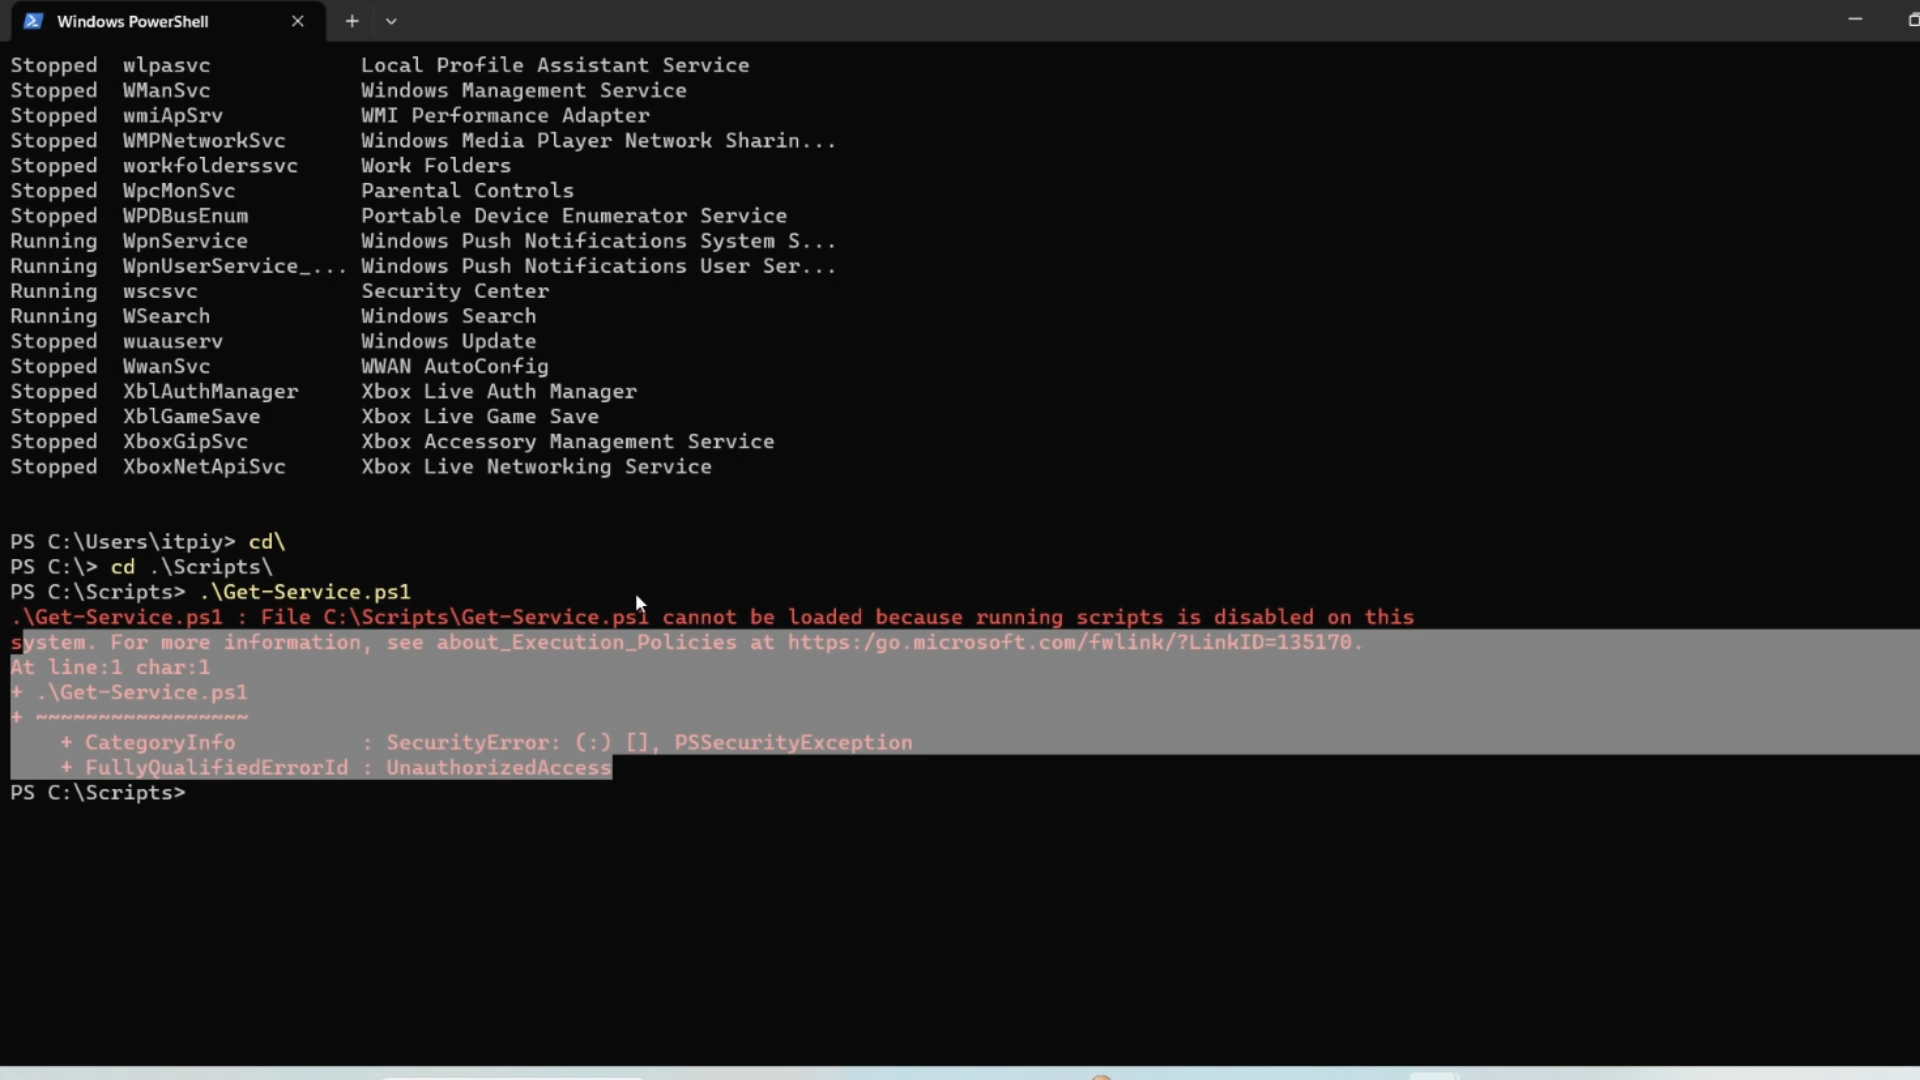 Windows PowerShell
Stopped  wlpasvc            Local Profile Assistant Service
Stopped  WManSvc            Windows Management Service
Stopped  wmiApSrv           WMI Performance Adapter
Stopped  WMPNetworkSvc      Windows Media Player Network Sharin...
Stopped  workfolderssvc     Work Folders
Stopped  WpcMonSvc          Parental Controls
Stopped  WPDBusEnum         Portable Device Enumerator Service
Running  WpnService         Windows Push Notifications System S...
Running  WpnUserService_... Windows Push Notifications User Ser...
Running  wscsvc             Security Center
Running  WSearch            Windows Search
Stopped  wuauserv           Windows Update
Stopped  WwanSvc            WWAN AutoConfig
Stopped  XblAuthManager     Xbox Live Auth Manager
Stopped  XblGameSave        Xbox Live Game Save
Stopped  XboxGipSvc         Xbox Accessory Management Service
Stopped  XboxNetApiSvc      Xbox Live Networking Service
PS C:\Users\itpiy> cd\
PS C:\> cd .\Scripts\
PS C:\Scripts> .\Get-Service.ps1
.\Get-Service.ps1 : File C:\Scripts\Get-Service.ps1 cannot be loaded because running scripts is disabled on this
system. For more information, see about_Execution_Policies at https:/go.microsoft.com/fwlink/?LinkID=135170.
At line:1 char:1
+ .\Get-Service.ps1
+ ~~~~~~~~~~~~~~~~~
    + CategoryInfo          : SecurityError: (:) [], PSSecurityException
    + FullyQualifiedErrorId : UnauthorizedAccess
PS C:\Scripts>